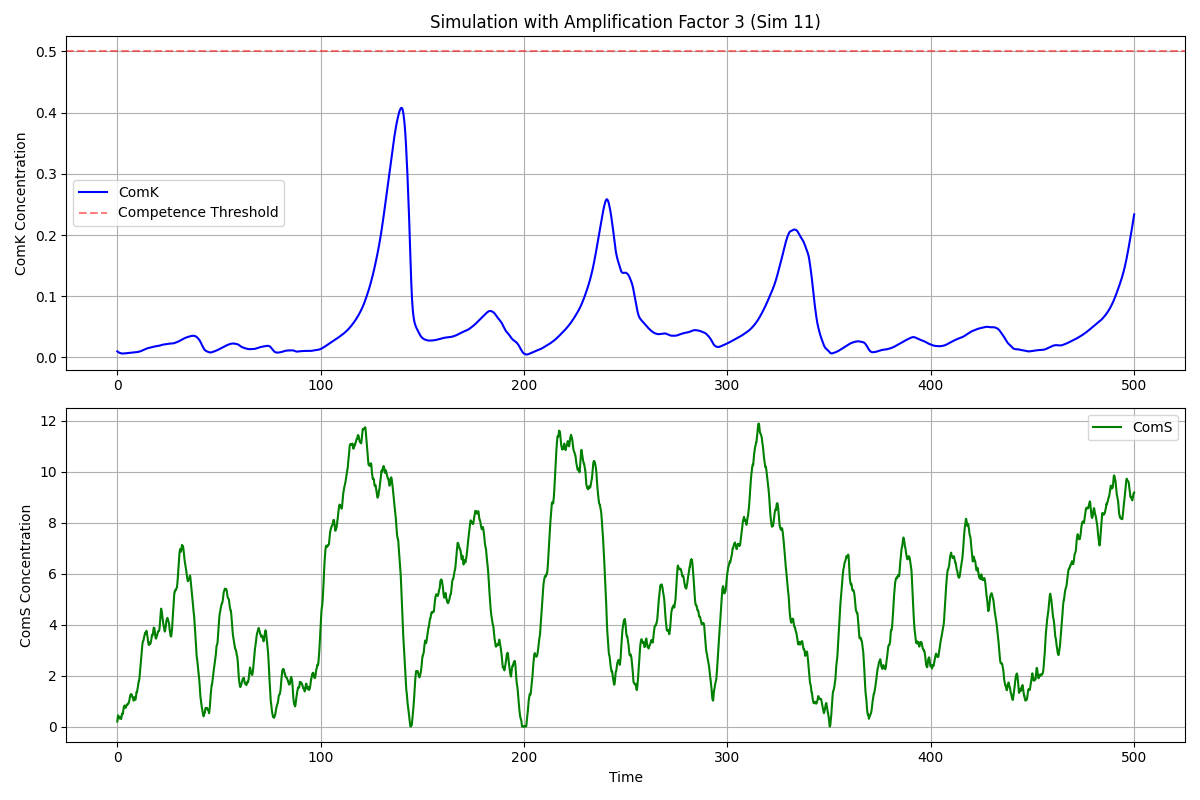 Simulation with Amplification Factor 3 (Sim 11)
ComK Concentration
0.5
0.4
0.3
0.2
0.1
0.0
ComK
Competence Threshold
0 100 200 300 400 500
ComS Concentration
12
10
8
6
4
2
0
ComS
0 100 200 300 400 500
Time